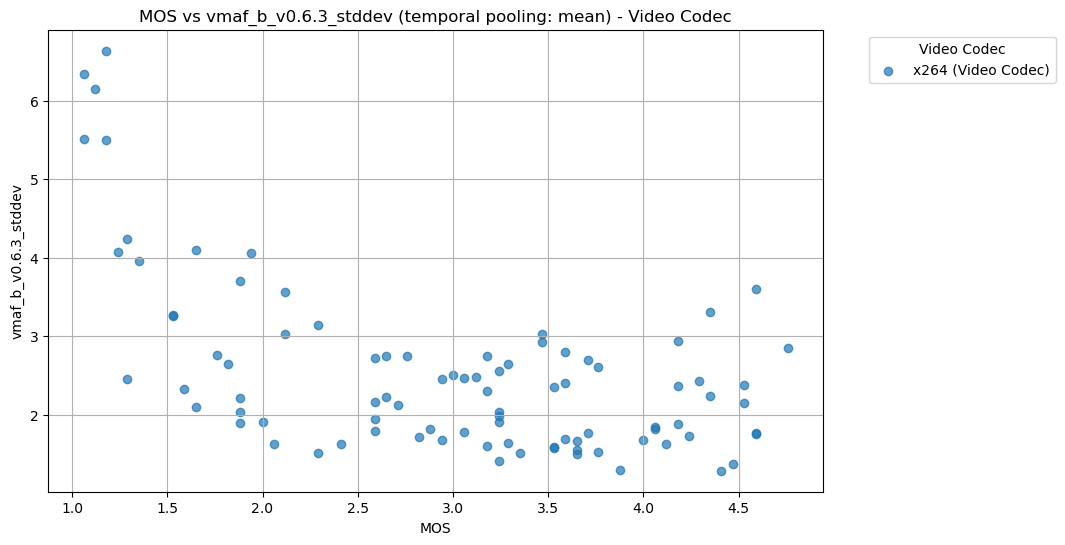 MOS vs vmaf_b_v0.6.3_stddev (temporal pooling: mean) - Video Codec
Video Codec
x264 (Video Codec)
vmaf_b_v0.6.3_stddev
6
5
4
3
2
1.0 1.5 2.0 2.5 3.0 3.5 4.0 4.5
MOS